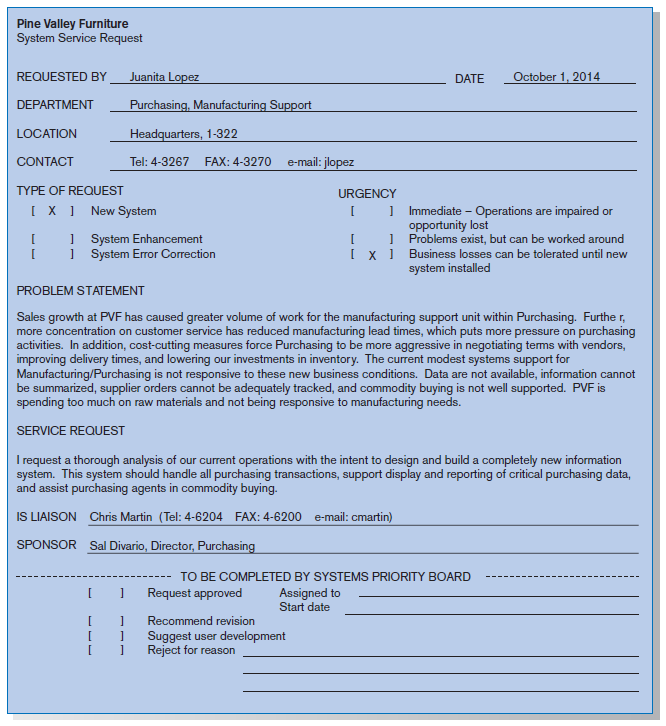 Pine Valley Furniture
System Service Request
REQUESTED BY Juanita Lopez DATE October 1, 2014
DEPARTMENT Purchasing, Manufacturing Support
LOCATION Headquarters, 1-322
CONTACT Tel: 4-3267 FAX: 4-3270 e-mail: jlopez
TYPE OF REQUEST URGENCY
[ X ] New System [ ] Immediate – Operations are impaired or
opportunity lost
[ ] System Enhancement [ ] Problems exist, but can be worked around
[ ] System Error Correction [ X ] Business losses can be tolerated until new
system installed
PROBLEM STATEMENT
Sales growth at PVF has caused greater volume of work for the manufacturing support unit within Purchasing. Furthe r,
more concentration on customer service has reduced manufacturing lead times, which puts more pressure on purchasing
activities. In addition, cost-cutting measures force Purchasing to be more aggressive in negotiating terms with vendors,
improving delivery times, and lowering our investments in inventory. The current modest systems support for
Manufacturing/Purchasing is not responsive to these new business conditions. Data are not available, information cannot
be summarized, supplier orders cannot be adequately tracked, and commodity buying is not well supported. PVF is
spending too much on raw materials and not being responsive to manufacturing needs.
SERVICE REQUEST
I request a thorough analysis of our current operations with the intent to design and build a completely new information
system. This system should handle all purchasing transactions, support display and reporting of critical purchasing data,
and assist purchasing agents in commodity buying.
IS LIAISON Chris Martin (Tel: 4-6204 FAX: 4-6200 e-mail: cmartin)
SPONSOR Sal Divario, Director, Purchasing
TO BE COMPLETED BY SYSTEMS PRIORITY BOARD
[ ] Request approved Assigned to
Start date
[ ] Recommend revision
[ ] Suggest user development
[ ] Reject for reason